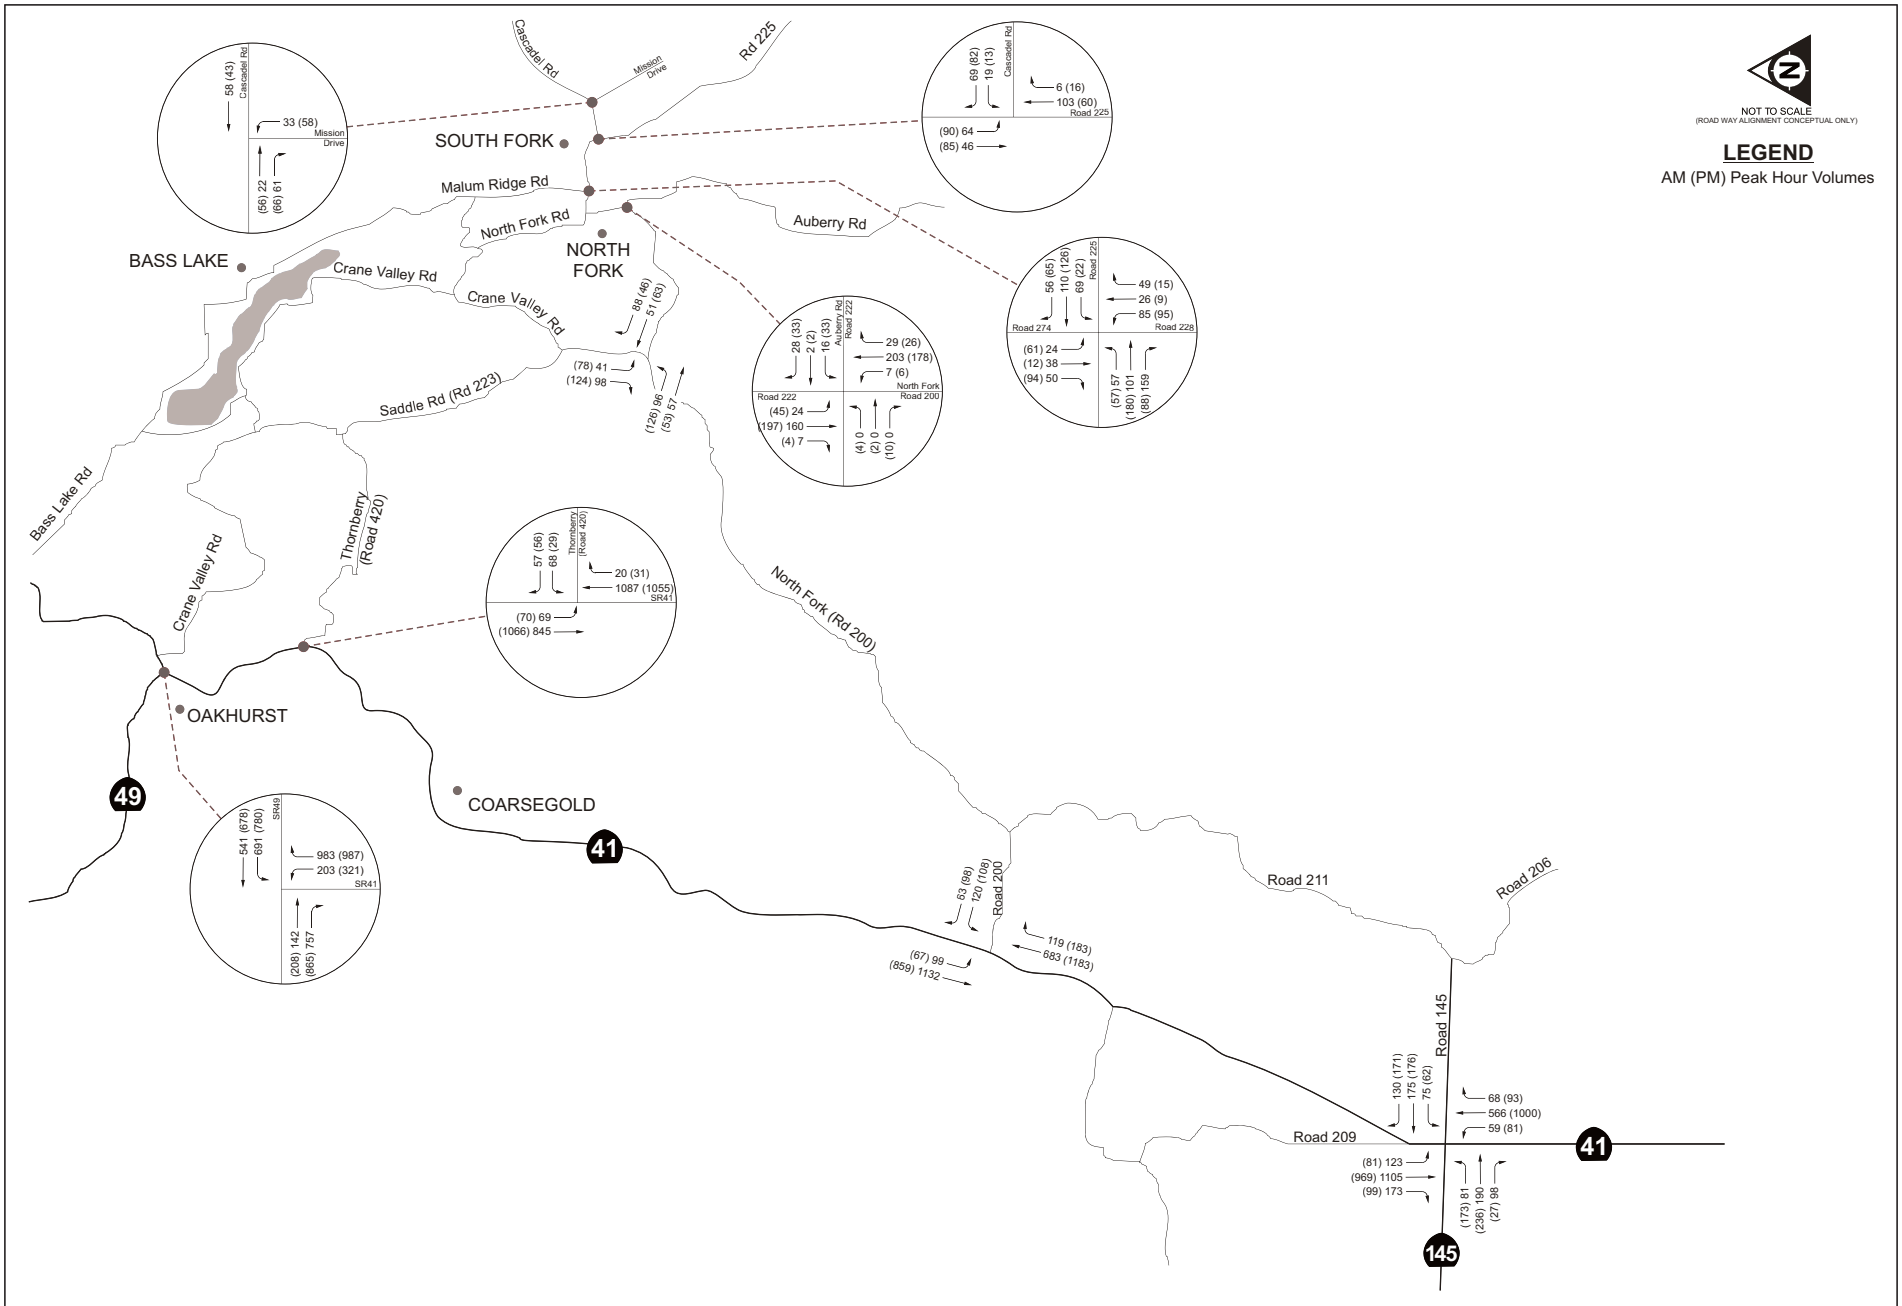 Cascadel Rd
Mission
Drive
Rd 225
NOT TO SCALE
(ROAD WAY ALIGNMENT CONCEPTUAL ONLY)
N
LEGEND
AM (PM) Peak Hour Volumes
58 (43)
Cascadel Rd
33 (58)
Mission
Drive
(56) 22
(66) 61
69 (82)
19 (13)
Cascadel Rd
6 (16)
103 (60)
Road 225
(90) 64
(85) 46
SOUTH FORK
Malum Ridge Rd
North Fork Rd
NORTH
FORK
Auberry Rd
BASS LAKE
Crane Valley Rd
Crane Valley Rd
56 (65)
110 (126)
69 (22)
Road 225
49 (15)
26 (9)
85 (95)
Road 274
Road 228
(61) 24
(12) 38
(94) 50
(57) 57
(180) 101
(88) 159
88 (46)
51 (63)
(78) 41
(124) 98
(126) 96
(53) 57
28 (33)
2 (2)
16 (33)
Auberry Rd
Road 222
29 (26)
203 (178)
7 (6)
North Fork
Road 222
Road 200
(45) 24
(197) 160
(4) 7
(4) 0
(2) 0
(10) 0
Saddle Rd (Rd 223)
Bass Lake Rd
Thornberry
(Road 420)
Crane Valley Rd
57 (56)
68 (29)
Thornberry
(Road 420)
20 (31)
1087 (1055)
SR41
(70) 69
(1066) 845
North Fork (Rd 200)
OAKHURST
49
COARSEGOLD
41
541 (678)
691 (780)
SR49
983 (987)
203 (321)
SR41
(208) 142
(865) 757
63 (98)
120 (108)
Road 200
119 (183)
683 (1183)
(67) 99
(859) 1132
Road 211
Road 206
Road 145
130 (171)
175 (176)
75 (62)
68 (93)
566 (1000)
59 (81)
Road 209
41
(81) 123
(969) 1105
(99) 173
(173) 81
(236) 190
(27) 98
145